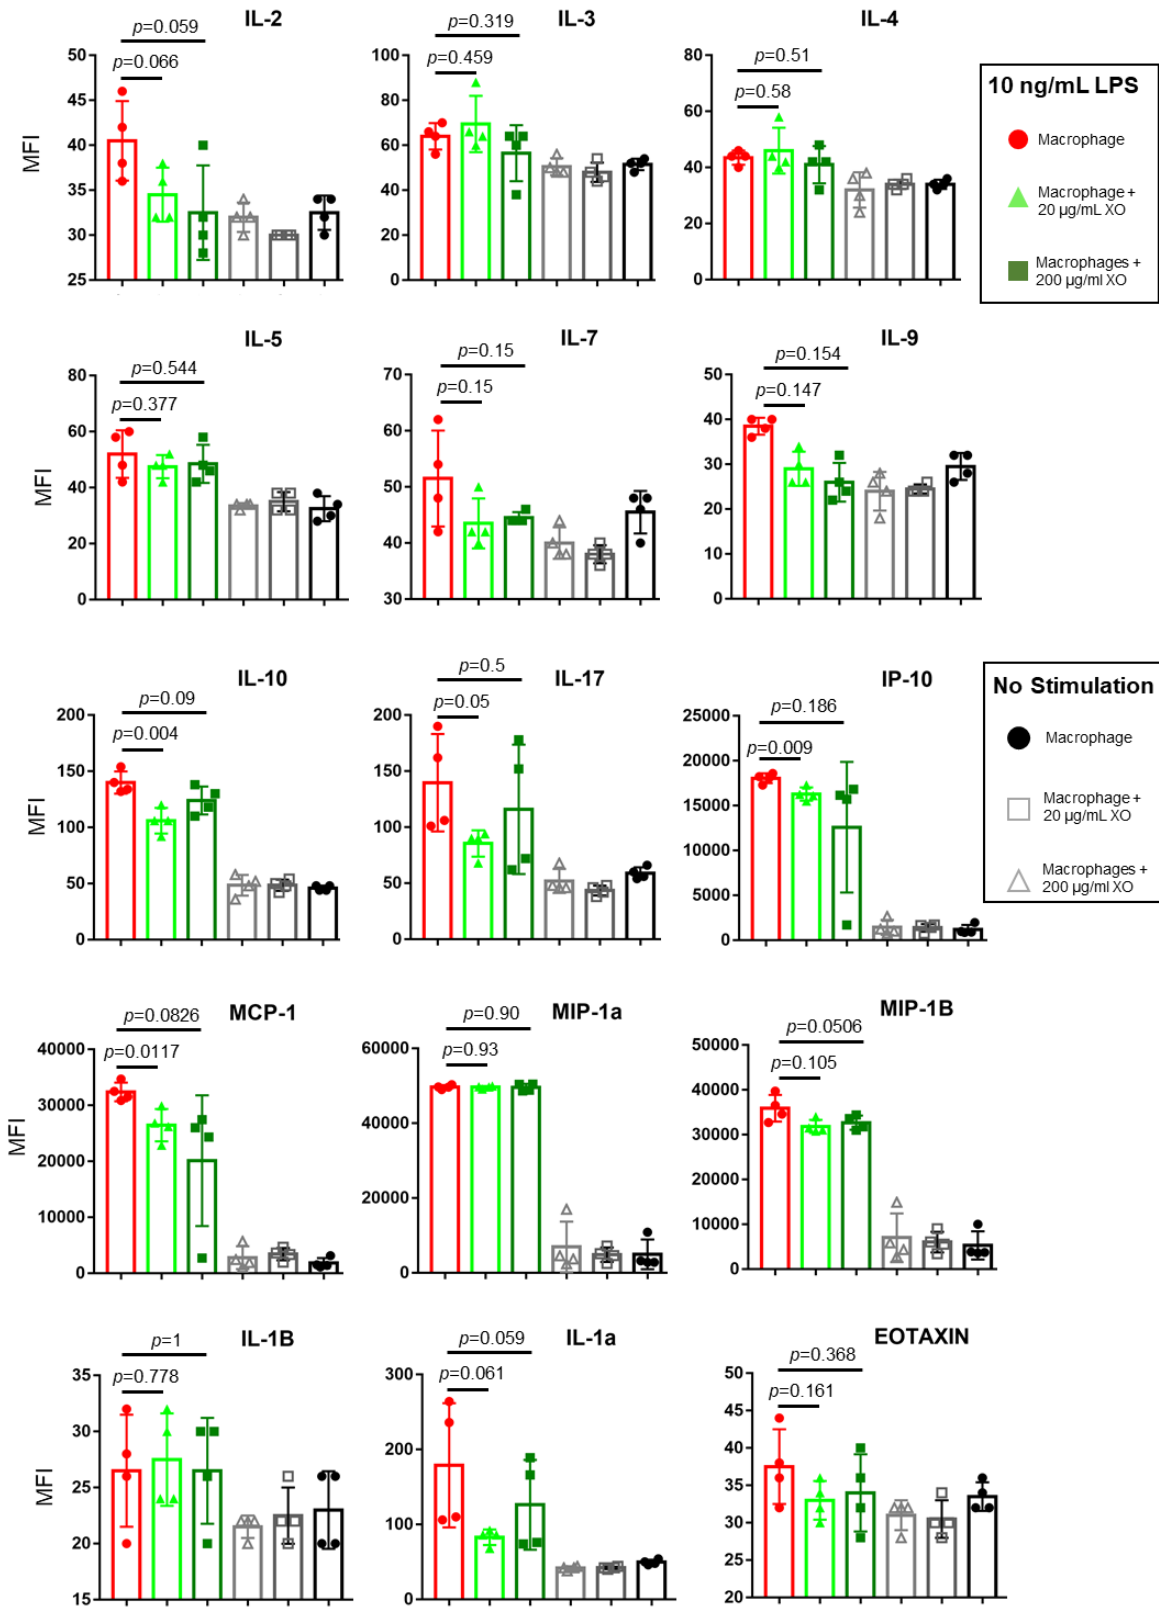 IL-2
p=0.059
p=0.066
50
45
40
35
30
25
MFI
IL-3
p=0.319
p=0.459
100
80
60
40
20
0
IL-4
p=0.51
p=0.58
80
60
40
20
0
10 ng/mL LPS
Macrophage
Macrophage +
20 µg/mL XO
Macrophages +
200 µg/ml XO
IL-5
p=0.544
p=0.377
80
60
40
20
0
MFI
IL-7
p=0.15
p=0.15
70
60
50
40
30
IL-9
p=0.154
p=0.147
50
40
30
20
10
0
IL-10
p=0.09
p=0.004
200
150
100
50
0
MFI
IL-17
p=0.5
p=0.05
200
150
100
50
0
IP-10
p=0.186
p=0.009
25000
20000
15000
10000
5000
0
No Stimulation
Macrophage
Macrophage +
20 µg/mL XO
Macrophages +
200 µg/ml XO
MCP-1
p=0.0826
p=0.0117
40000
30000
20000
10000
0
MFI
MIP-1a
p=0.90
p=0.93
60000
40000
20000
0
MIP-1B
p=0.0506
p=0.105
50000
40000
30000
20000
10000
0
IL-1B
p=1
p=0.778
35
30
25
20
15
MFI
IL-1a
p=0.059
p=0.061
300
200
100
0
EOTAXIN
p=0.368
p=0.161
50
45
40
35
30
25
20